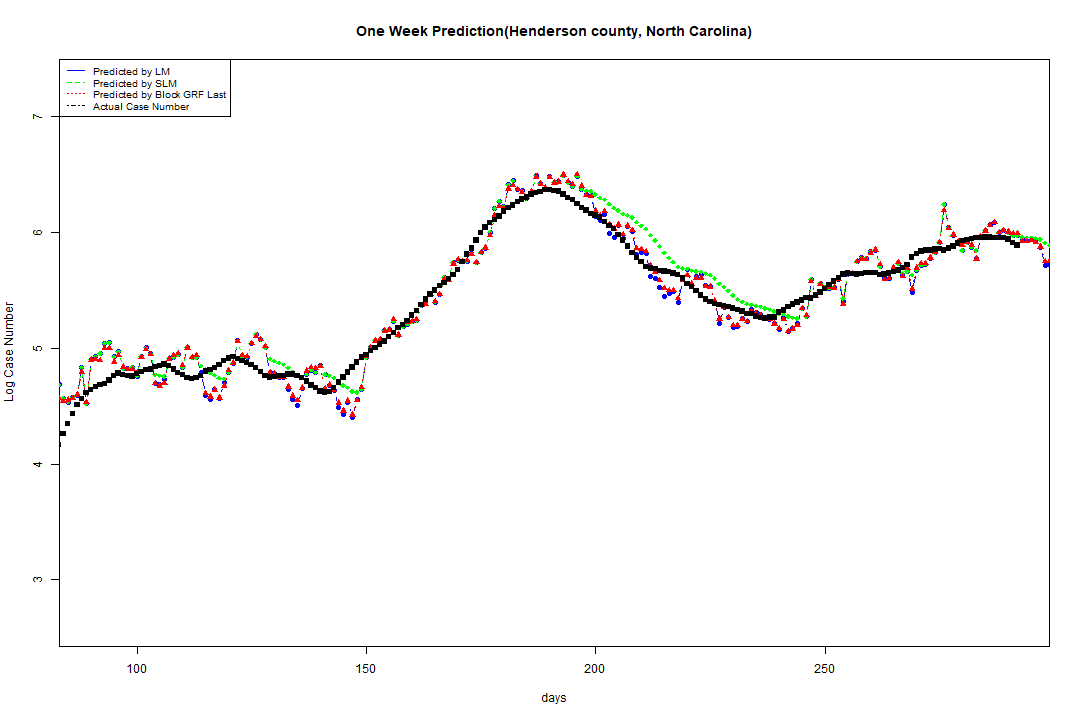 One Week Prediction(Henderson county, North Carolina)
Predicted by LM
Predicted by SLM
Predicted by Block GRF Last
Actual Case Number
7
6
5
4
3
Log Case Number
100 150 200 250
days